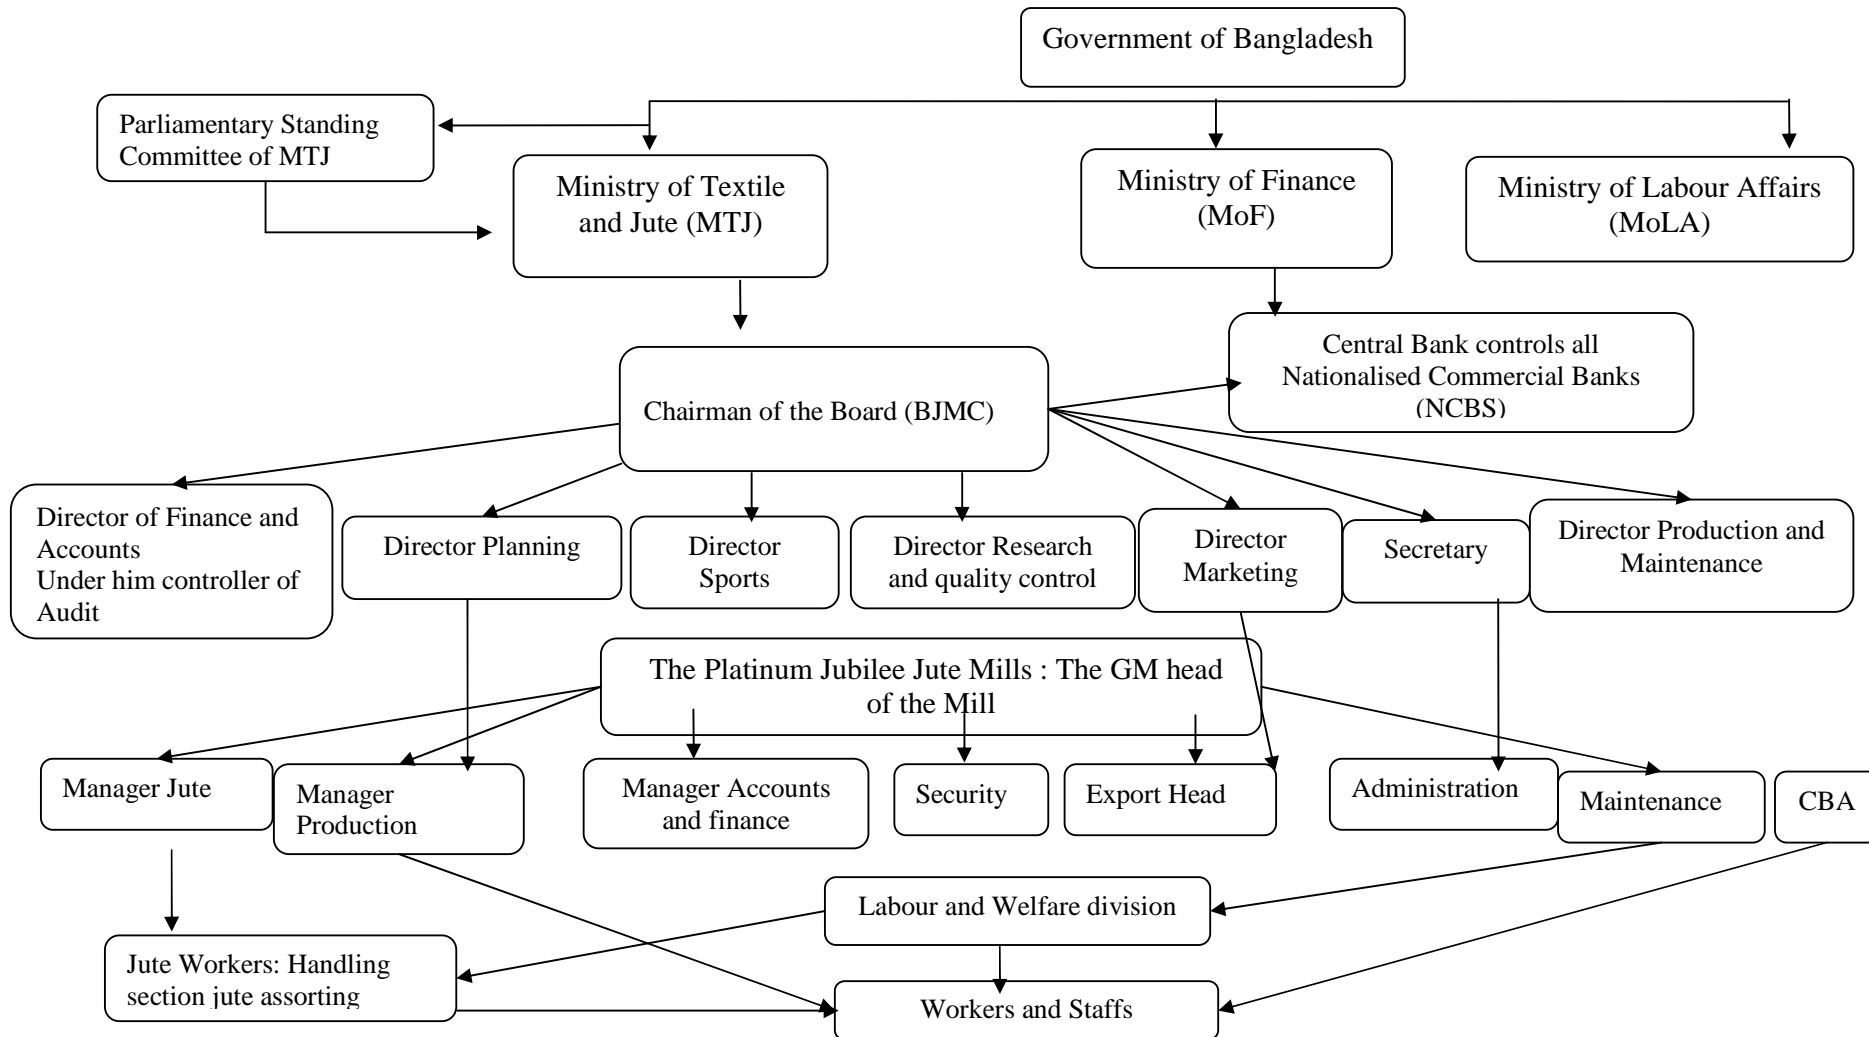 Government of Bangladesh
Parliamentary Standing
Committee of MTJ
Ministry of Textile
and Jute (MTJ)
Ministry of Finance
(MoF)
Ministry of Labour Affairs
(MoLA)
Central Bank controls all
Nationalised Commercial Banks
(NCBS)
Chairman of the Board (BJMC)
Director of Finance and
Accounts
Under him controller of
Audit
Director Planning
Director
Sports
Director Research
and quality control
Director
Marketing
Secretary
Director Production and
Maintenance
The Platinum Jubilee Jute Mills : The GM head
of the Mill
Manager Jute
Manager
Production
Manager Accounts
and finance
Security
Export Head
Administration
Maintenance
CBA
Labour and Welfare division
Jute Workers: Handling
section jute assorting
Workers and Staffs